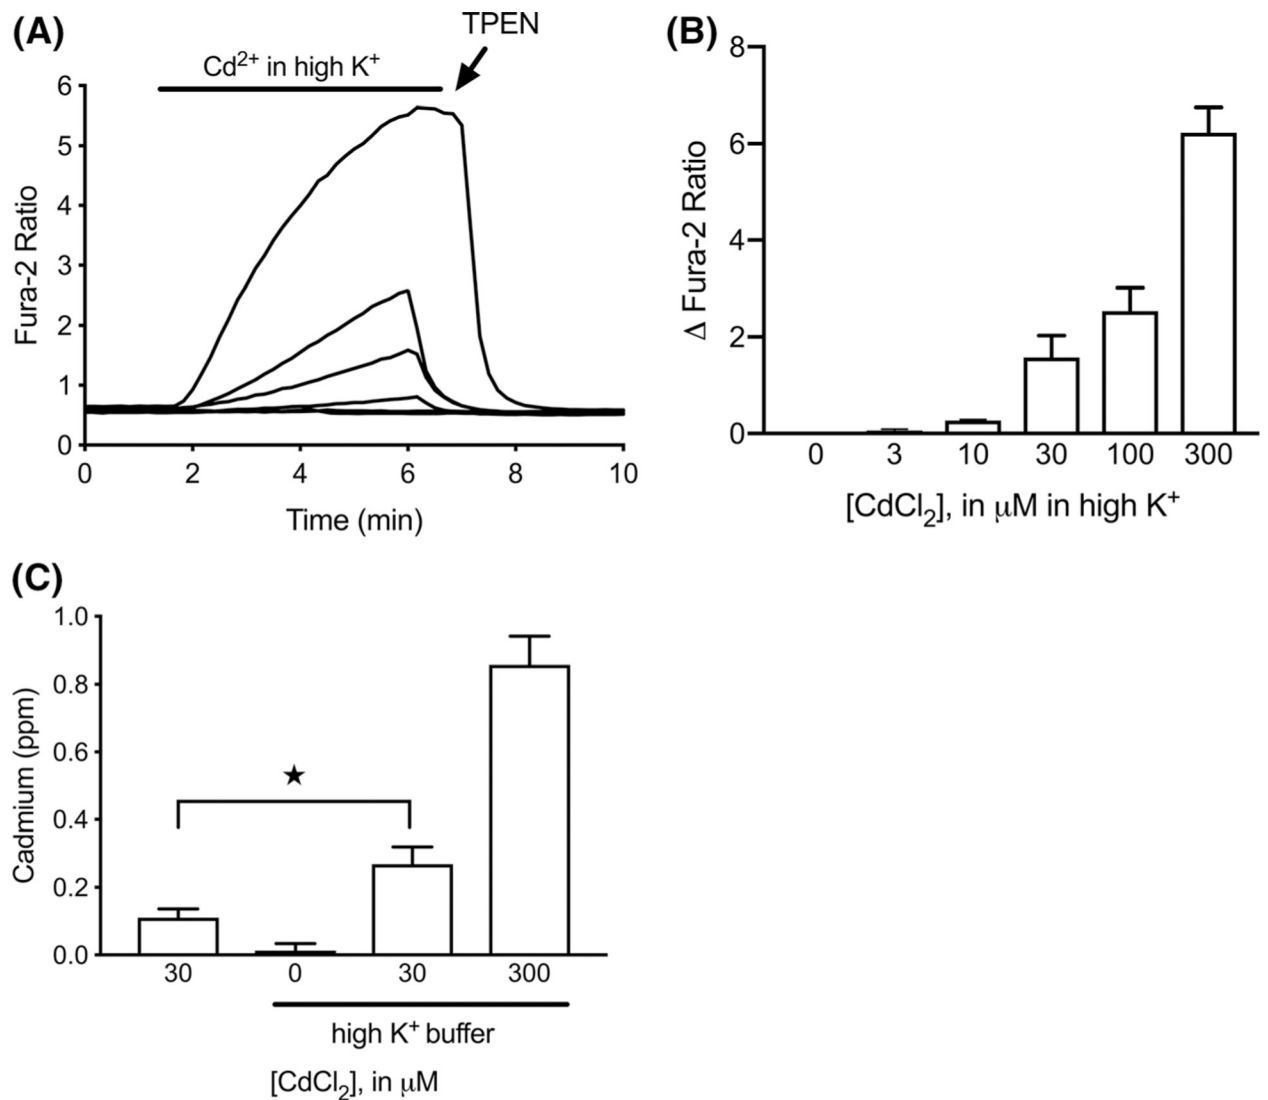 (A)
TPEN
Cd2+ in high K+
6
5
4
3
2
1
0
Fura-2 Ratio
0 2 4 6 8 10
Time (min)
(B)
8
6
4
2
0
Δ Fura-2 Ratio
0 3 10 30 100 300
[CdCl2], in μM in high K+
(C)
1.0
0.8
0.6
0.4
0.2
0.0
Cadmium (ppm)
★
30 0 30 300
high K+ buffer
[CdCl2], in μM